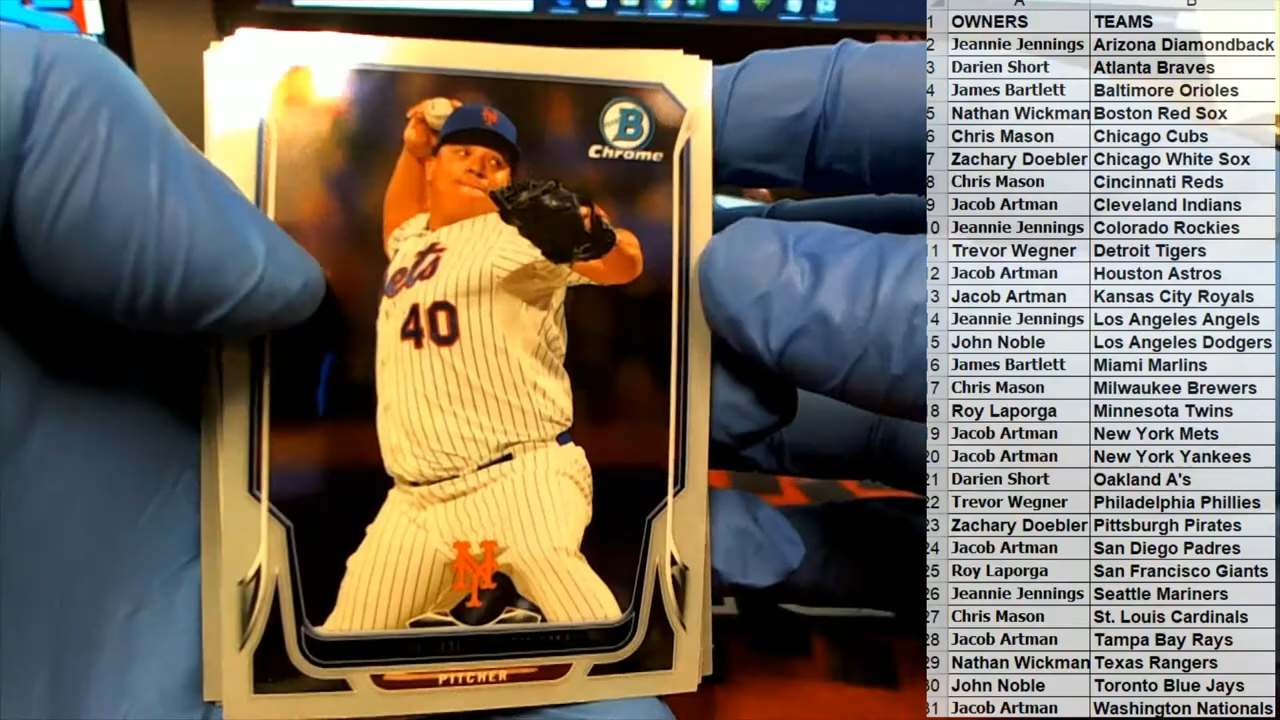 B
Chrome
NY
ets
40
NY
PITCHER
A B
1 OWNERS TEAMS
2 Jeannie Jennings Arizona Diamondback
3 Darien Short Atlanta Braves
4 James Bartlett Baltimore Orioles
5 Nathan Wickman Boston Red Sox
6 Chris Mason Chicago Cubs
7 Zachary Doebler Chicago White Sox
8 Chris Mason Cincinnati Reds
9 Jacob Artman Cleveland Indians
10 Jeannie Jennings Colorado Rockies
11 Trevor Wegner Detroit Tigers
12 Jacob Artman Houston Astros
13 Jacob Artman Kansas City Royals
14 Jeannie Jennings Los Angeles Angels
15 John Noble Los Angeles Dodgers
16 James Bartlett Miami Marlins
17 Chris Mason Milwaukee Brewers
18 Roy Laporga Minnesota Twins
19 Jacob Artman New York Mets
20 Jacob Artman New York Yankees
21 Darien Short Oakland A's
22 Trevor Wegner Philadelphia Phillies
23 Zachary Doebler Pittsburgh Pirates
24 Jacob Artman San Diego Padres
25 Roy Laporga San Francisco Giants
26 Jeannie Jennings Seattle Mariners
27 Chris Mason St. Louis Cardinals
28 Jacob Artman Tampa Bay Rays
29 Nathan Wickman Texas Rangers
30 John Noble Toronto Blue Jays
31 Jacob Artman Washington Nationals